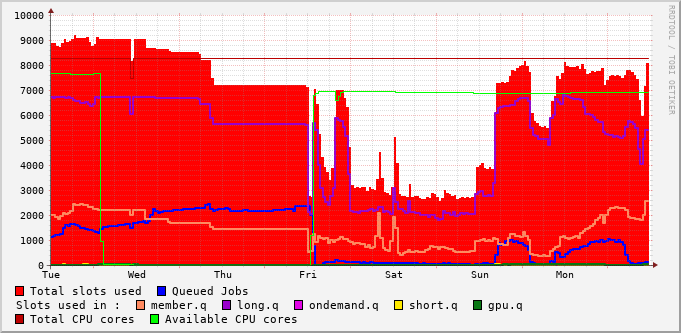 RRDTOOL / TOBI OETIKER
10000
9000
8000
7000
6000
5000
4000
3000
2000
1000
0
Tue Wed Thu Fri Sat Sun Mon
Total slots used Queued Jobs
Slots used in : member.q long.q ondemand.q short.q gpu.q
Total CPU cores Available CPU cores